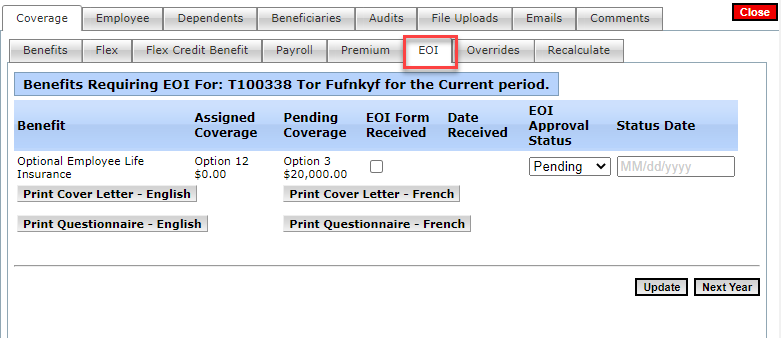 Coverage Employee Dependents Beneficiaries Audits File Uploads Emails Comments Close
Benefits Flex Flex Credit Benefit Payroll Premium EOI Overrides Recalculate
Benefits Requiring EOI For: T100338 Tor Fufnkyf for the Current period.
Benefit Assigned Coverage Pending Coverage EOI Form Received Date Received EOI Approval Status Status Date
Optional Employee Life Insurance Option 12 $0.00 Option 3 $20,000.00 Pending MM/dd/yyyy
Print Cover Letter - English Print Cover Letter - French
Print Questionnaire - English Print Questionnaire - French
Update Next Year